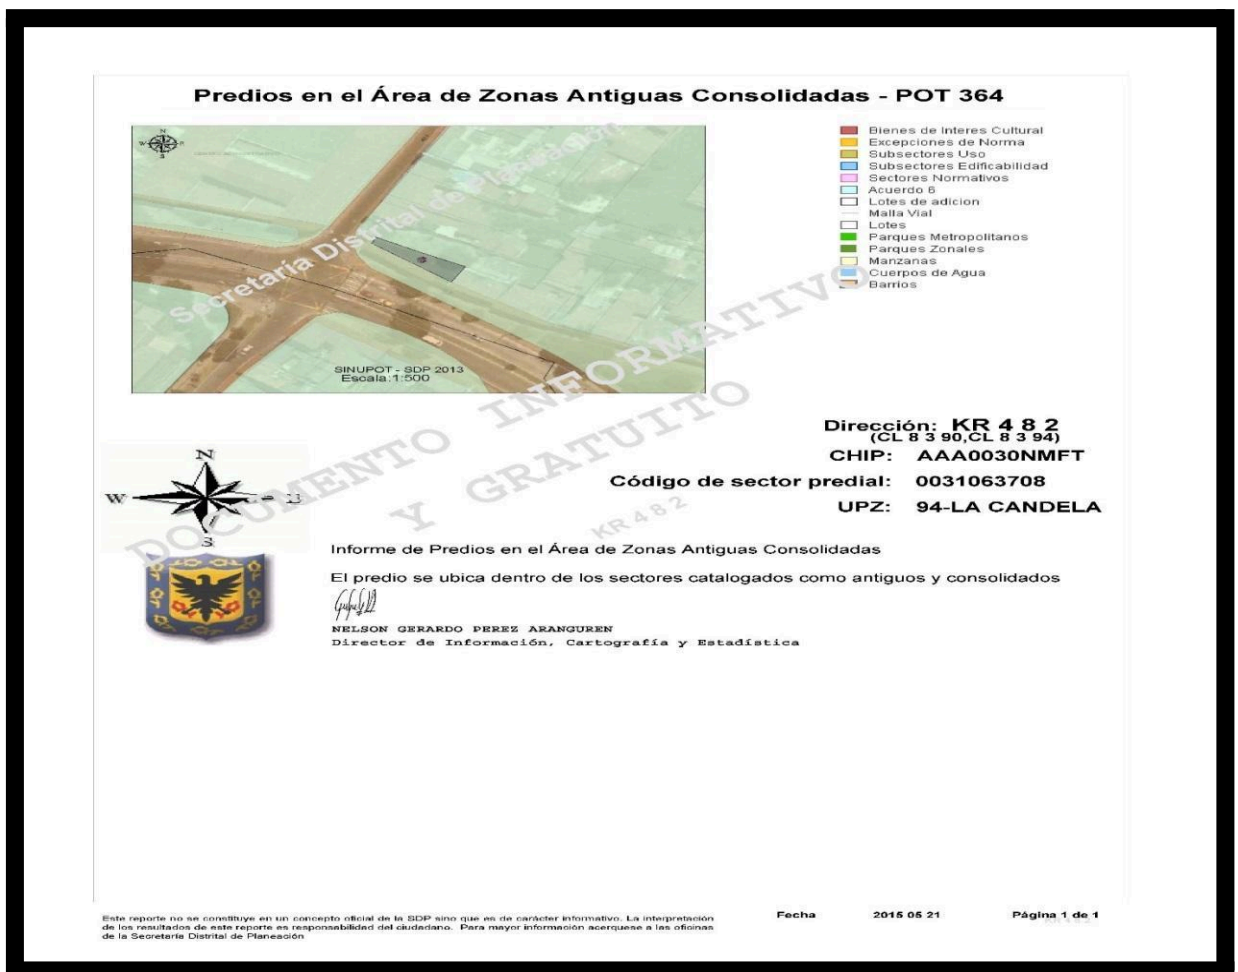 Predios en el Área de Zonas Antiguas Consolidadas - POT 364
N
W
S
Secretaría Distrital de Planeación
SINUPOT - SDP 2013
Escala:1:500
Bienes de Interes Cultural
Excepciones de Norma
Subsectores Uso
Subsectores Edificabilidad
Sectores Normativos
Acuerdo 6
Lotes de adicion
Malla Vial
Lotes
Parques Metropolitanos
Parques Zonales
Manzanas
Cuerpos de Agua
Barrios
DOCUMENTO INFORMATIVO
Y GRATUITO
KR 4 8 2
Dirección: KR 4 8 2
(CL 8 3 90,CL 8 3 94)
CHIP: AAA0030NMFT
Código de sector predial: 0031063708
UPZ: 94-LA CANDELA
N
W
S
Informe de Predios en el Área de Zonas Antiguas Consolidadas
El predio se ubica dentro de los sectores catalogados como antiguos y consolidados
NELSON GERARDO PEREZ ARANGUREN
Director de Información, Cartografía y Estadística
Este reporte no se constituye en un concepto oficial de la SDP sino que es de carácter informativo. La interpretación
de los resultados de este reporte es responsabilidad del ciudadano. Para mayor información acerquese a las oficinas
de la Secretaría Distrital de Planeación
Fecha 2015 05 21 Página 1 de 1